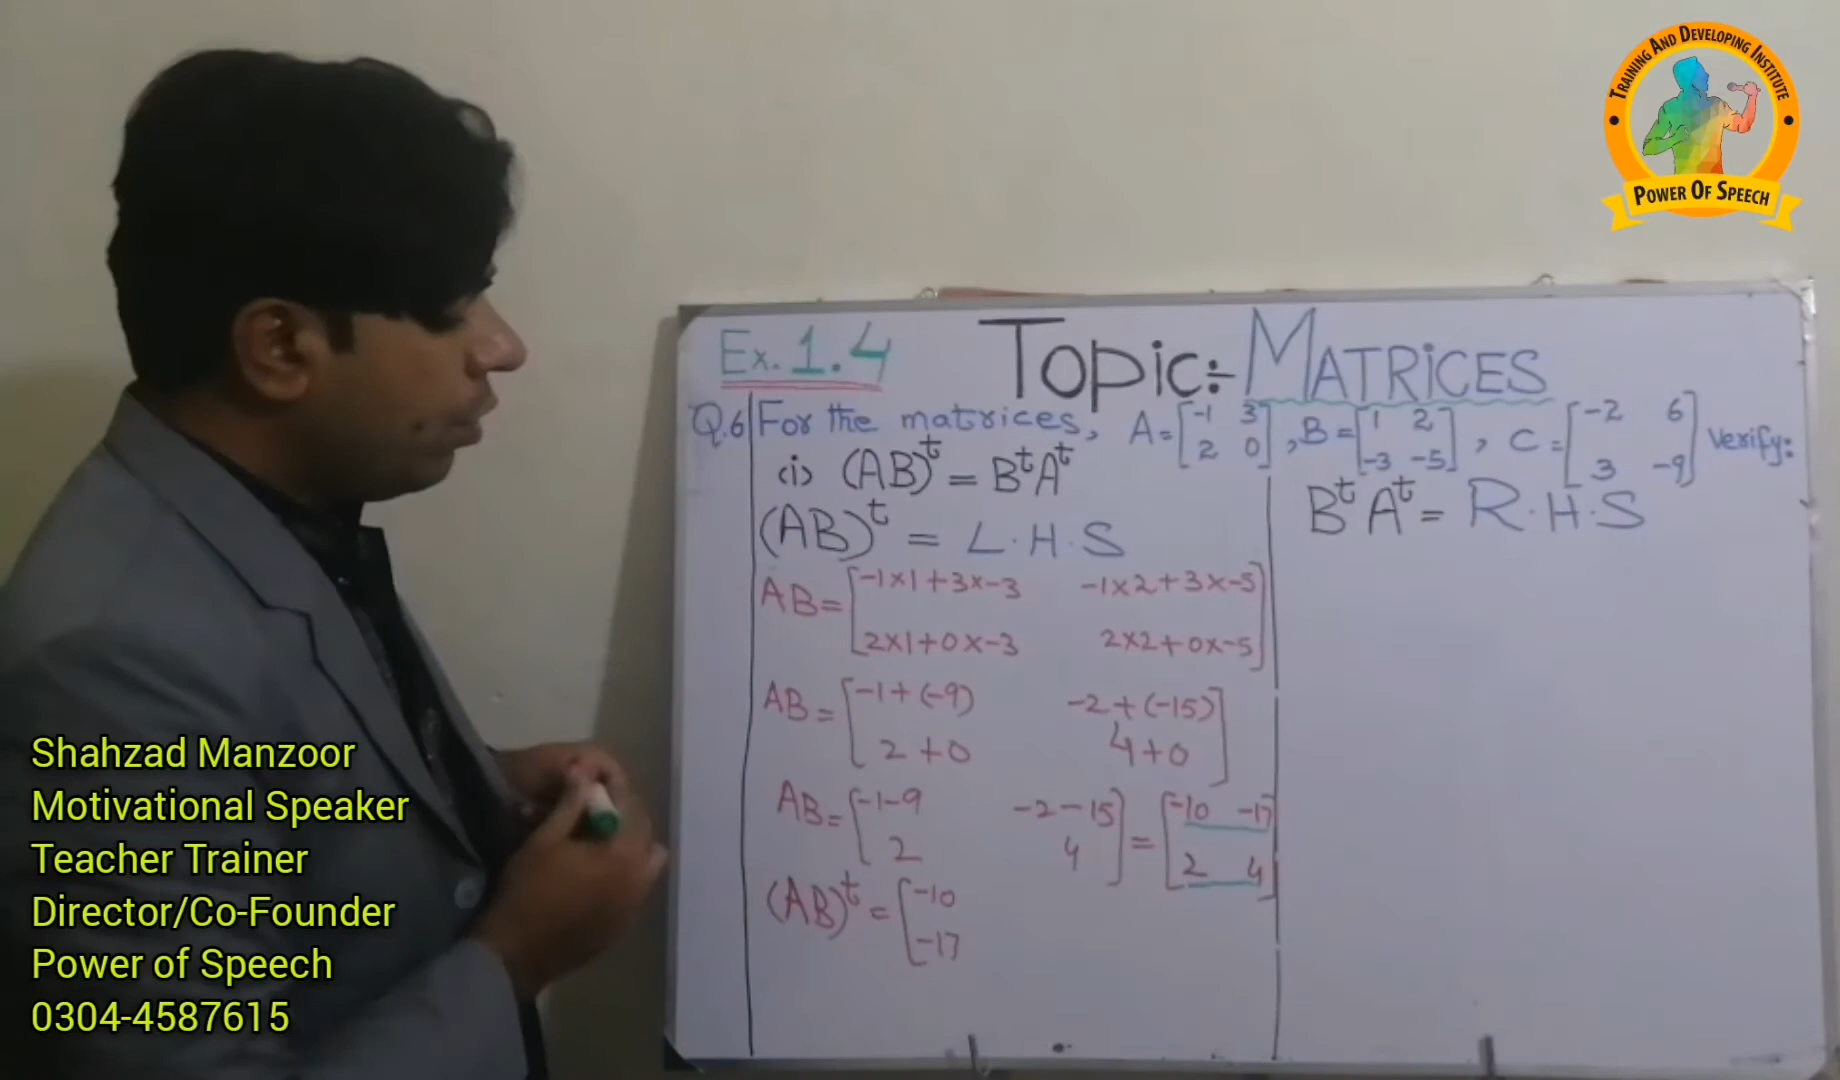 TRAINING AND DEVELOPING INSTITUTE
POWER OF SPEECH
Ex. 1.4 TOPiC:- MATRiCES
Q.6 For the matrices, A=[-1 3; 2 0], B=[1 2; -3 -5], C=[-2 6; 3 -9] Verify:
(i) (AB)^t = B^t A^t
(AB)^t = L.H.S
AB = [-1×1+3×-3 -1×2+3×-5
2×1+0×-3 2×2+0×-5]
AB = [-1+(-9) -2+(-15)
2+0 4+0]
AB = [-1-9 -2-15] = [-10 -17]
2 4 2 4
(AB)^t = [-10
-17
B^t A^t = R.H.S
Shahzad Manzoor
Motivational Speaker
Teacher Trainer
Director/Co-Founder
Power of Speech
0304-4587615